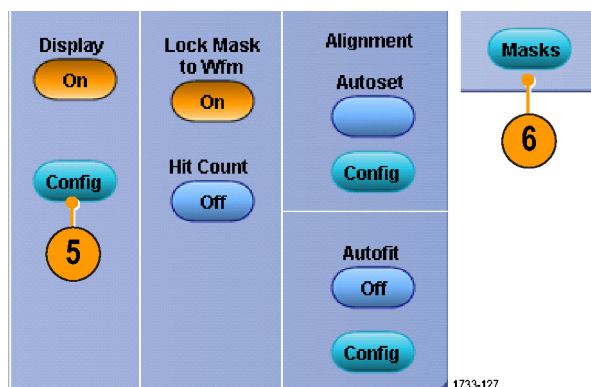 Display
On
Config
5
Lock Mask
to Wfm
On
Hit Count
Off
Alignment
Autoset
Config
Autofit
Off
Config
Masks
6
1733-127